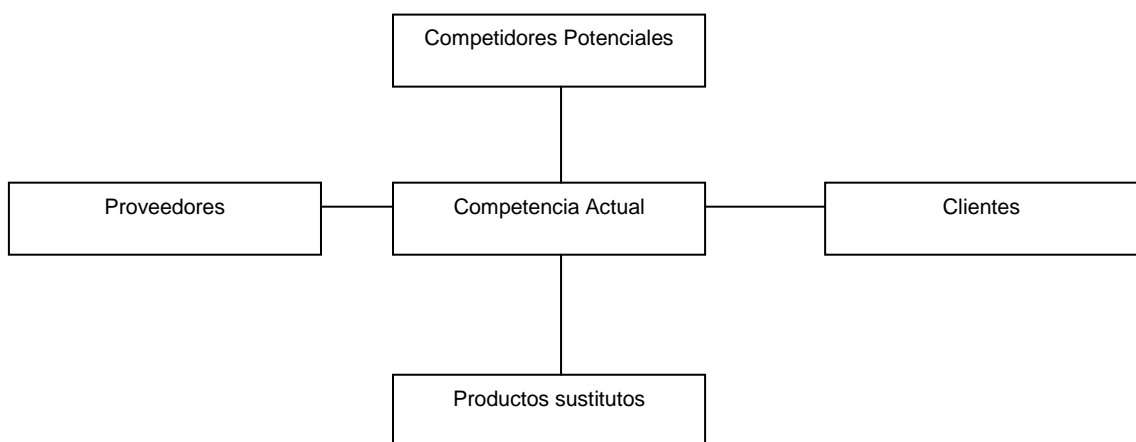 Competidores Potenciales
Proveedores
Competencia Actual
Clientes
Productos sustitutos